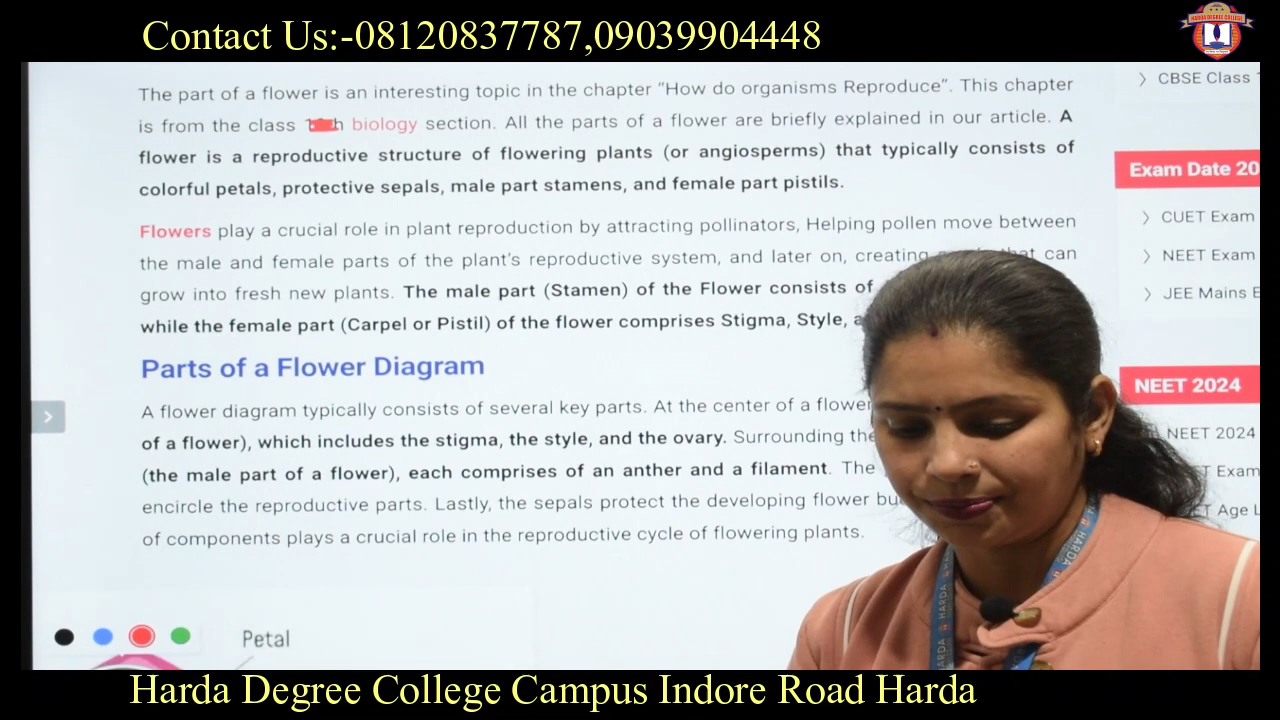 Contact Us:-08120837787,09039904448
HARDA DEGREE COLLEGE
The part of a flower is an interesting topic in the chapter “How do organisms Reproduce”. This chapter
is from the class biology section. All the parts of a flower are briefly explained in our article. A
flower is a reproductive structure of flowering plants (or angiosperms) that typically consists of
colorful petals, protective sepals, male part stamens, and female part pistils.
Flowers play a crucial role in plant reproduction by attracting pollinators, Helping pollen move between
the male and female parts of the plant's reproductive system, and later on, creating that can
grow into fresh new plants. The male part (Stamen) of the Flower consists of
while the female part (Carpel or Pistil) of the flower comprises Stigma, Style,
Parts of a Flower Diagram
A flower diagram typically consists of several key parts. At the center of a flower
of a flower), which includes the stigma, the style, and the ovary. Surrounding the
(the male part of a flower), each comprises of an anther and a filament. The
encircle the reproductive parts. Lastly, the sepals protect the developing flower
of components plays a crucial role in the reproductive cycle of flowering plants.
Petal
CBSE Class
Exam Date 20
CUET Exam
NEET Exam
JEE Mains E
NEET 2024
NEET 2024
Exam
Age L
HARDA
HARDA
Harda Degree College Campus Indore Road Harda